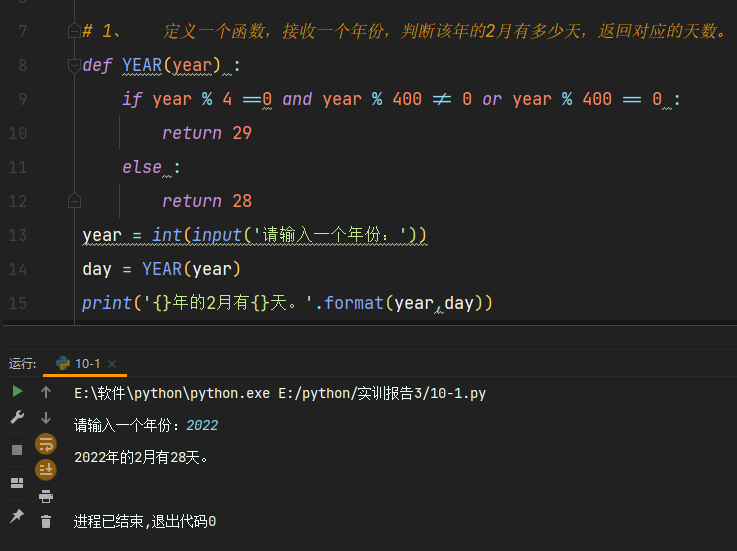 7 # 1、 定义一个函数，接收一个年份，判断该年的2月有多少天，返回对应的天数。
8 def YEAR(year) :
9 if year % 4 ==0 and year % 400 != 0 or year % 400 == 0 :
10 return 29
11 else :
12 return 28
13 year = int(input('请输入一个年份：'))
14 day = YEAR(year)
15 print('{}年的2月有{}天。'.format(year,day))
运行: 10-1
E:\软件\python\python.exe E:/python/实训报告3/10-1.py
请输入一个年份：2022
2022年的2月有28天。
进程已结束,退出代码0